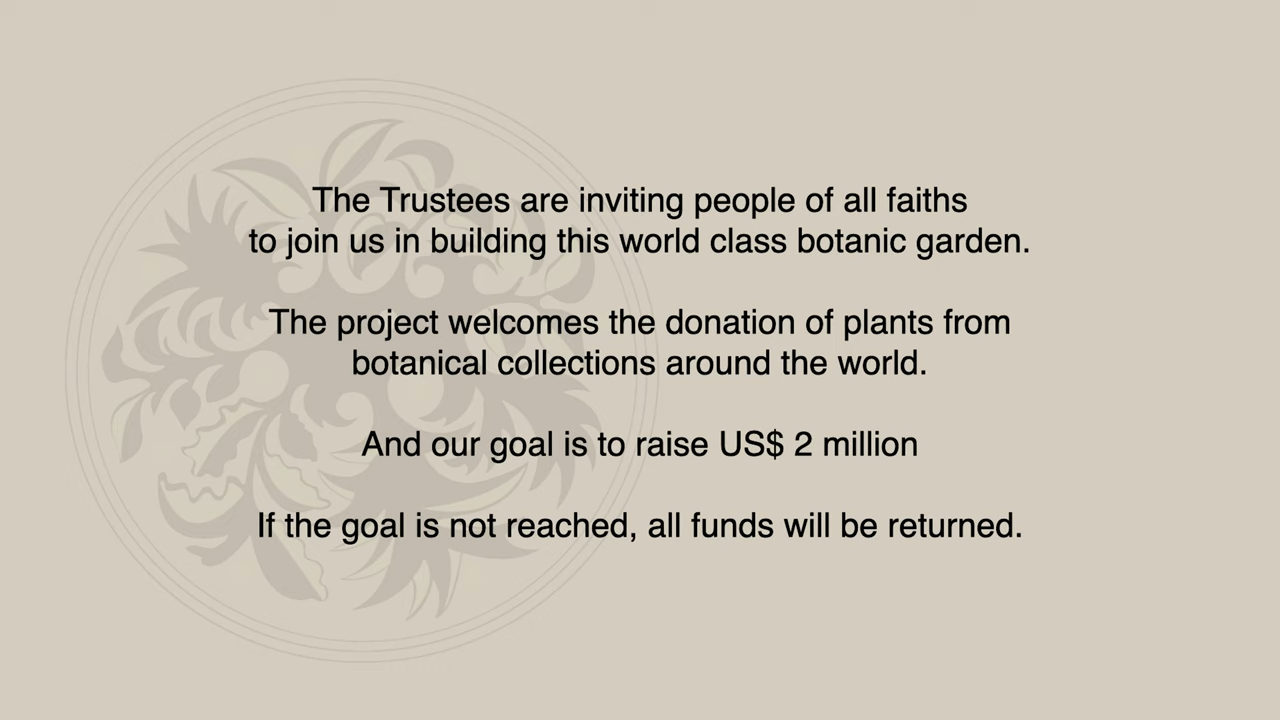 The Trustees are inviting people of all faiths
to join us in building this world class botanic garden.
The project welcomes the donation of plants from
botanical collections around the world.
And our goal is to raise US$ 2 million
If the goal is not reached, all funds will be returned.